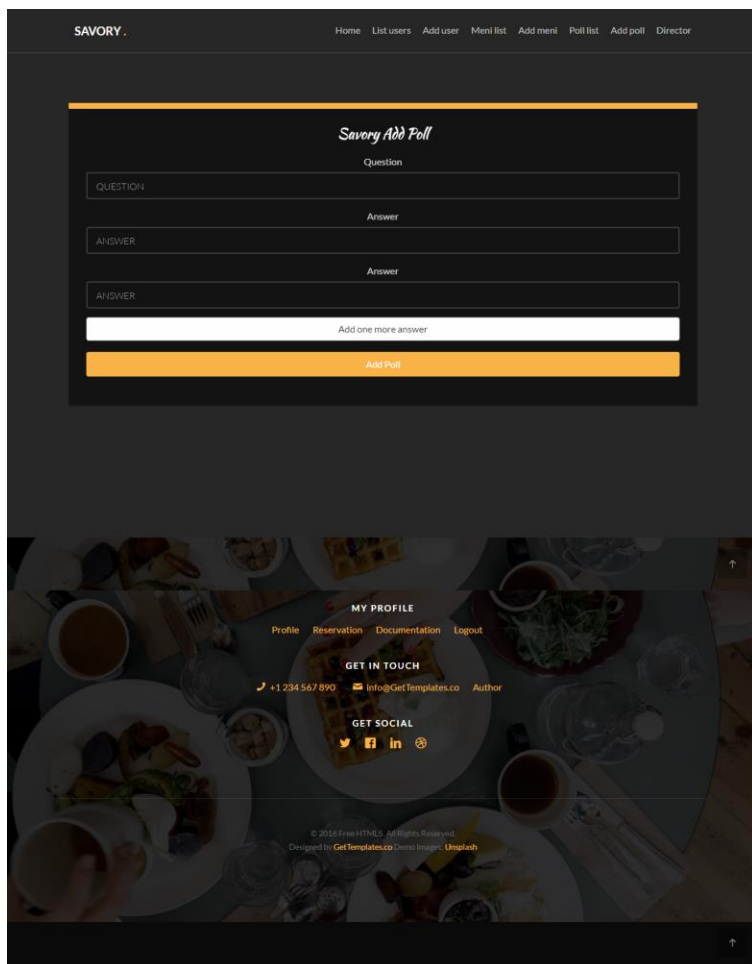 SAVORY .
Home List users Add user Meni list Add meni Poll list Add poll Director
Savory Add Poll
Question
QUESTION
Answer
ANSWER
Answer
ANSWER
Add one more answer
Add Poll
MY PROFILE
Profile Reservation Documentation Logout
GET IN TOUCH
+1 234 567 890 info@GetTemplates.co Author
GET SOCIAL
© 2016 Free HTML5. All Rights Reserved.
Designed by GetTemplates.co Demo Images: Unsplash